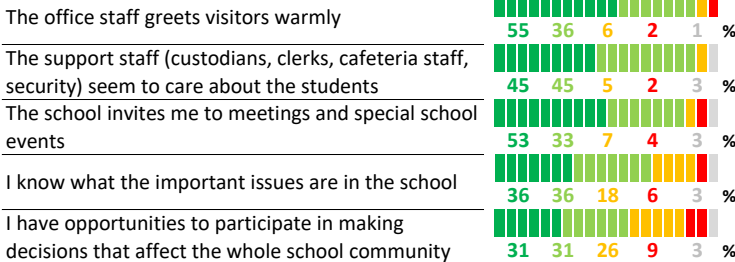 The office staff greets visitors warmly
55 36 6 2 1 %
The support staff (custodians, clerks, cafeteria staff,
security) seem to care about the students
45 45 5 2 3 %
The school invites me to meetings and special school
events
53 33 7 4 3 %
I know what the important issues are in the school
36 36 18 6 3 %
I have opportunities to participate in making
decisions that affect the whole school community
31 31 26 9 3 %